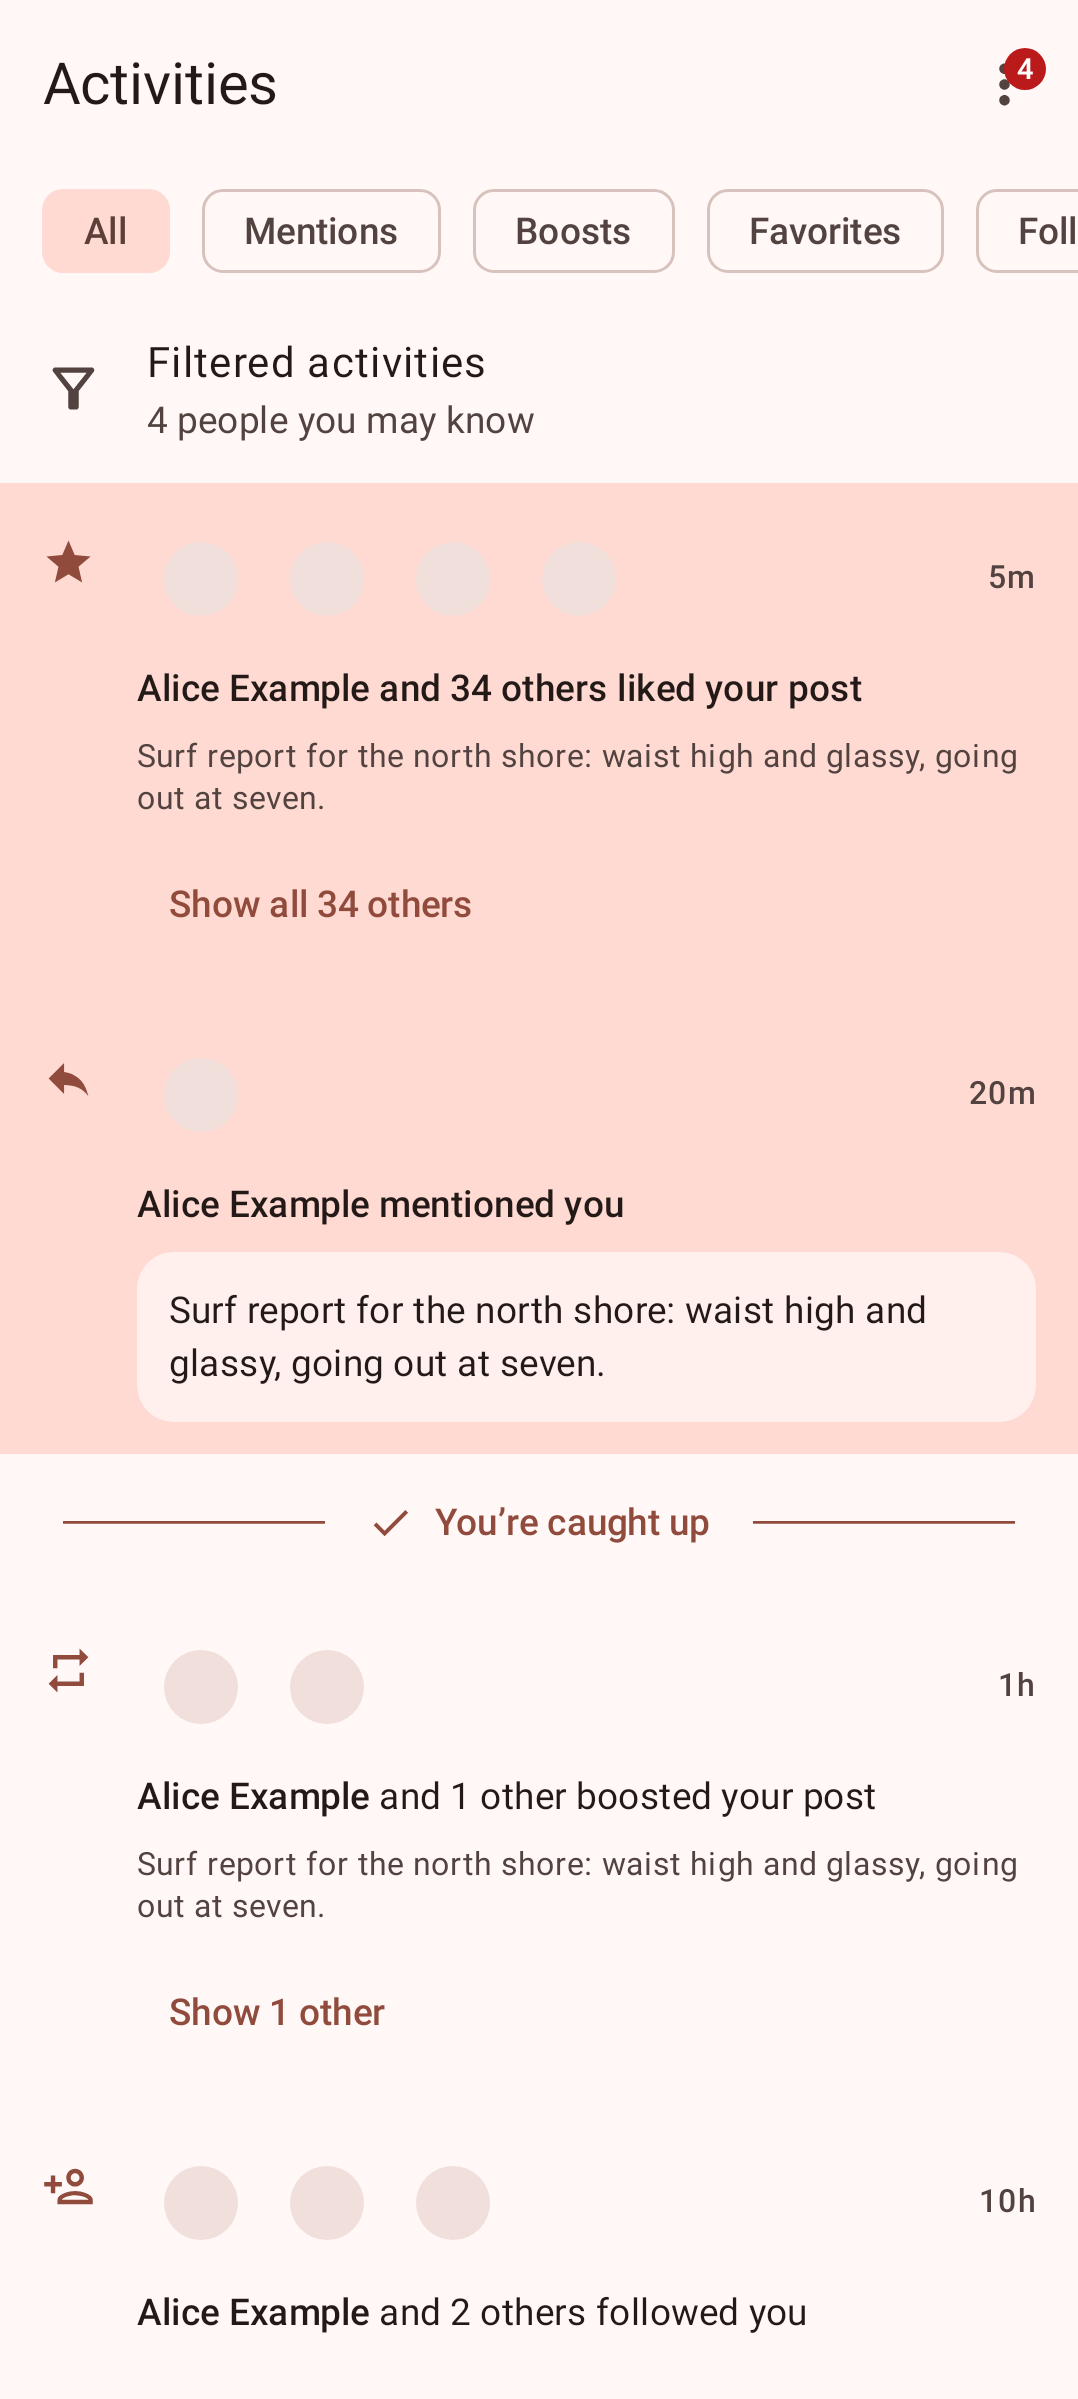 Activities
4
All
Mentions
Boosts
Favorites
Foll
Filtered activities
4 people you may know
5m
Alice Example and 34 others liked your post
Surf report for the north shore: waist high and glassy, going
out at seven.
Show all 34 others
20m
Alice Example mentioned you
Surf report for the north shore: waist high and
glassy, going out at seven.
You’re caught up
1h
Alice Example and 1 other boosted your post
Surf report for the north shore: waist high and glassy, going
out at seven.
Show 1 other
10h
Alice Example and 2 others followed you